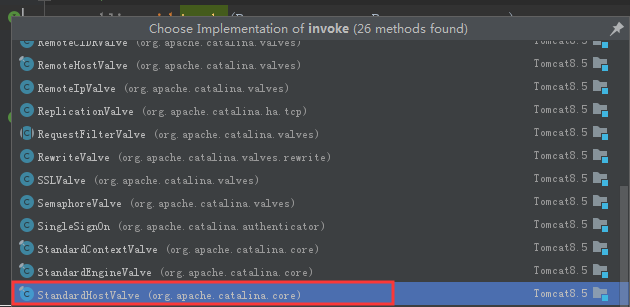 Choose Implementation of invoke (26 methods found)
RemoteCIDRValve (org.apache.catalina.valves) Tomcat8.5
RemoteHostValve (org.apache.catalina.valves) Tomcat8.5
RemoteIpValve (org.apache.catalina.valves) Tomcat8.5
ReplicationValve (org.apache.catalina.ha.tcp) Tomcat8.5
RequestFilterValve (org.apache.catalina.valves) Tomcat8.5
RewriteValve (org.apache.catalina.valves.rewrite) Tomcat8.5
SSLValve (org.apache.catalina.valves) Tomcat8.5
SemaphoreValve (org.apache.catalina.valves) Tomcat8.5
SingleSignOn (org.apache.catalina.authenticator) Tomcat8.5
StandardContextValve (org.apache.catalina.core) Tomcat8.5
StandardEngineValve (org.apache.catalina.core) Tomcat8.5
StandardHostValve (org.apache.catalina.core) Tomcat8.5